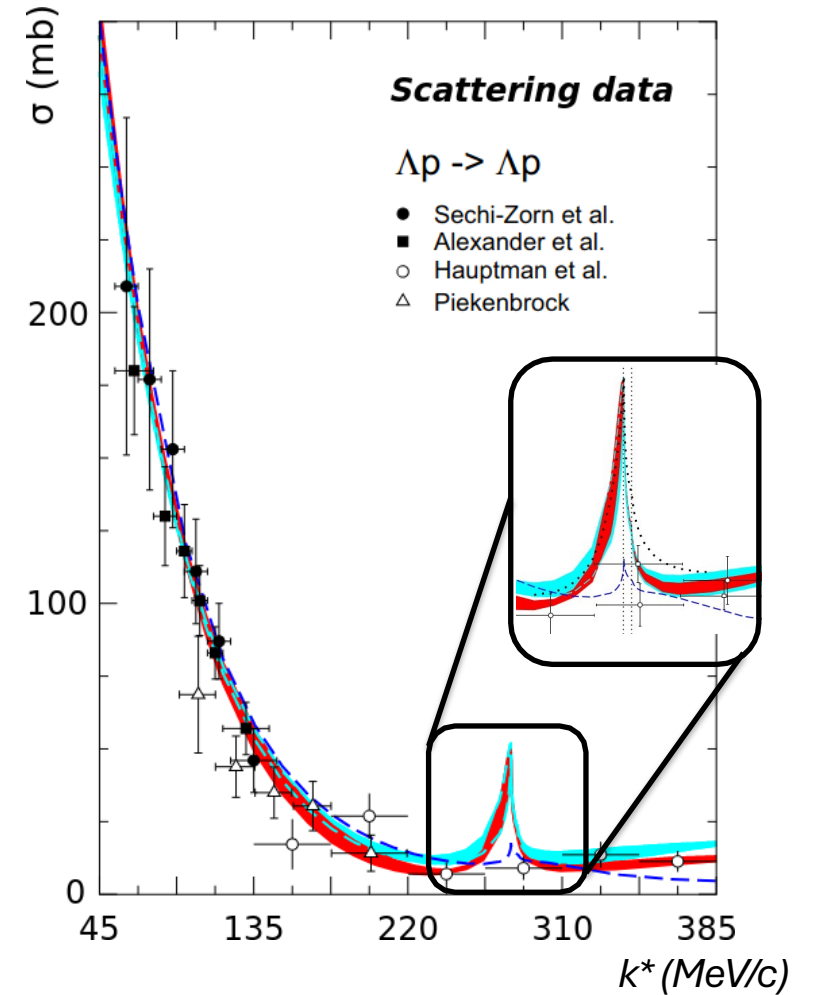 σ (mb)
Scattering data
Λp -> Λp
Sechi-Zorn et al.
Alexander et al.
Hauptman et al.
Piekenbrock
200
100
0
45 135 220 310 385
k* (MeV/c)